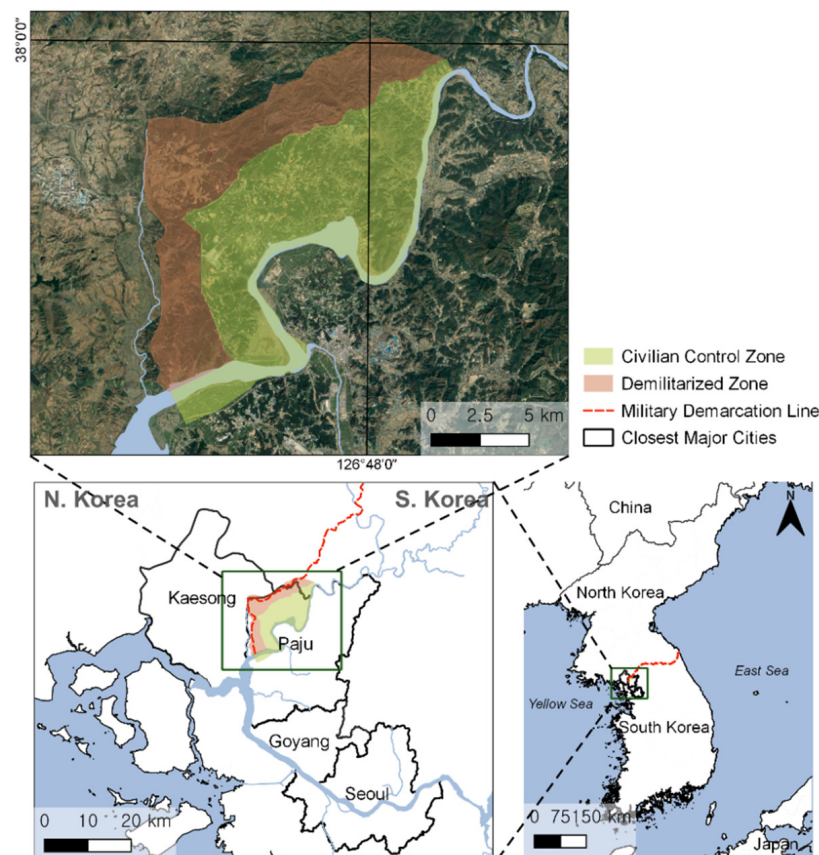 38°0'0"
0 2.5 5 km
126°48'0"
Civilian Control Zone
Demilitarized Zone
Military Demarcation Line
Closest Major Cities
N. Korea
S. Korea
Kaesong
Paju
Goyang
Seoul
0 10 20 km
N
China
North Korea
East Sea
Yellow Sea
South Korea
0 75150 km
Japan